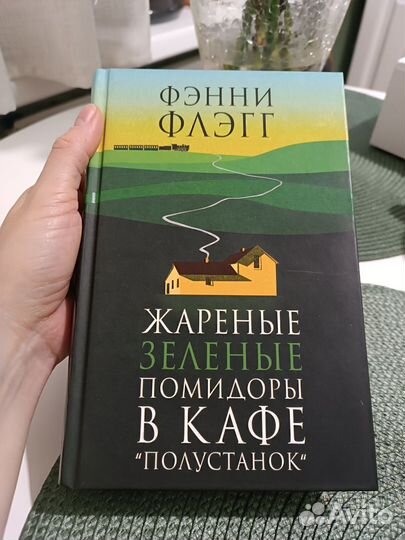 ФЭННИ
ФЛЭГГ
ЖАРЕНЫЕ
ЗЕЛЕНЫЕ
ПОМИДОРЫ
В КАФЕ
"ПОЛУСТАНОК"
Avito